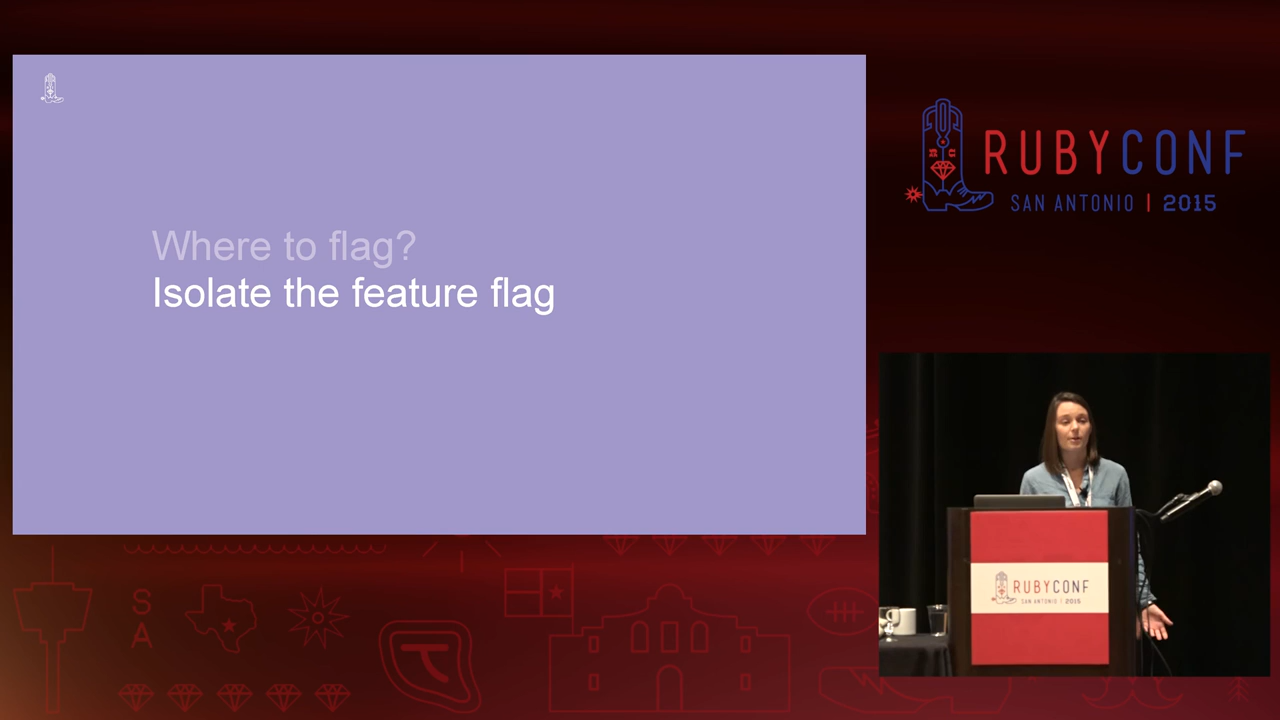 Where to flag?
Isolate the feature flag
RUBYCONF
SAN ANTONIO | 2015
RUBYCONF
SAN ANTONIO | 2015
S
A